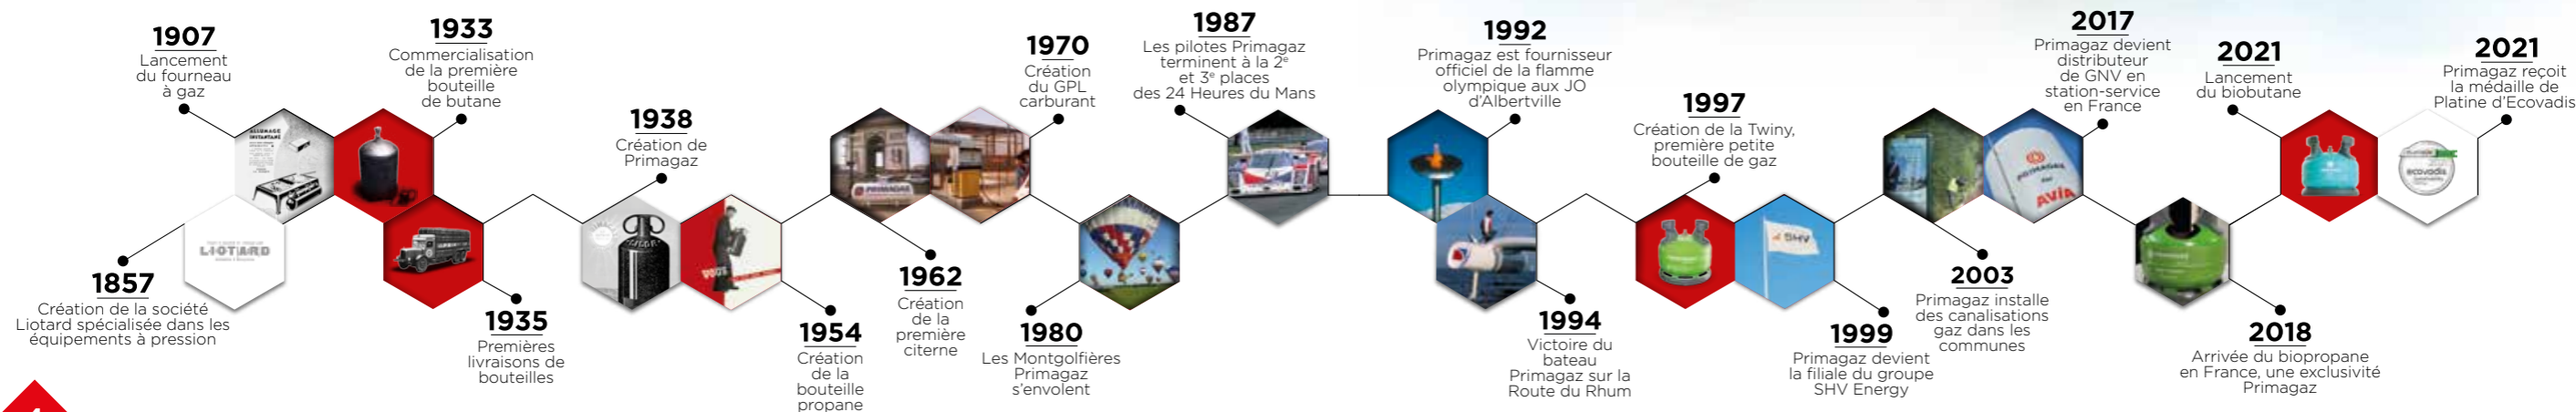 1857
Création de la société
Liotard spécialisée dans les
équipements à pression
LIOTARD
1907
Lancement
du fourneau
à gaz
ALLUMAGE
INSTANTANÉ
1933
Commercialisation
de la première
bouteille
de butane
1935
Premières
livraisons de
bouteilles
1938
Création de
Primagaz
1954
Création
de la
bouteille
propane
VOUS
1962
Création
de la
première
citerne
PRIMAGAZ
1970
Création
du GPL
carburant
1980
Les Montgolfières
Primagaz
s'envolent
1987
Les pilotes Primagaz
terminent à la 2e
et 3e places
des 24 Heures du Mans
1992
Primagaz est fournisseur
officiel de la flamme
olympique aux JO
d'Albertville
1994
Victoire du
bateau
Primagaz sur la
Route du Rhum
1997
Création de la Twiny,
première petite
bouteille de gaz
1999
Primagaz devient
la filiale du groupe
SHV Energy
SHV
2003
Primagaz installe
des canalisations
gaz dans les
communes
2017
Primagaz devient
distributeur
de GNV en
station-service
en France
PRIMAGAZ
AVIA
2018
Arrivée du biopropane
en France, une exclusivité
Primagaz
2021
Lancement
du biobutane
2021
Primagaz reçoit
la médaille de
Platine d'Ecovadis
ecovadis
4